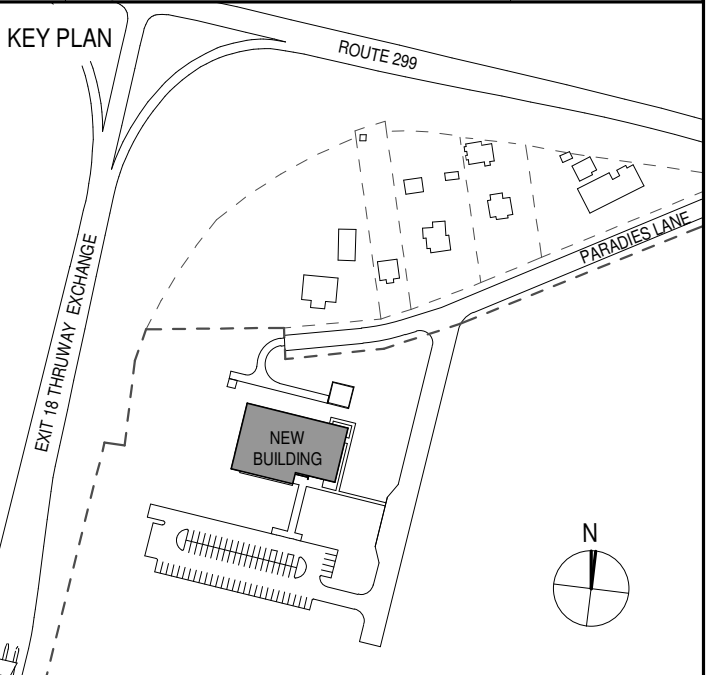 KEY PLAN
ROUTE 299
PARADIES LANE
EXIT 18 THRUWAY EXCHANGE
NEW
BUILDING
N